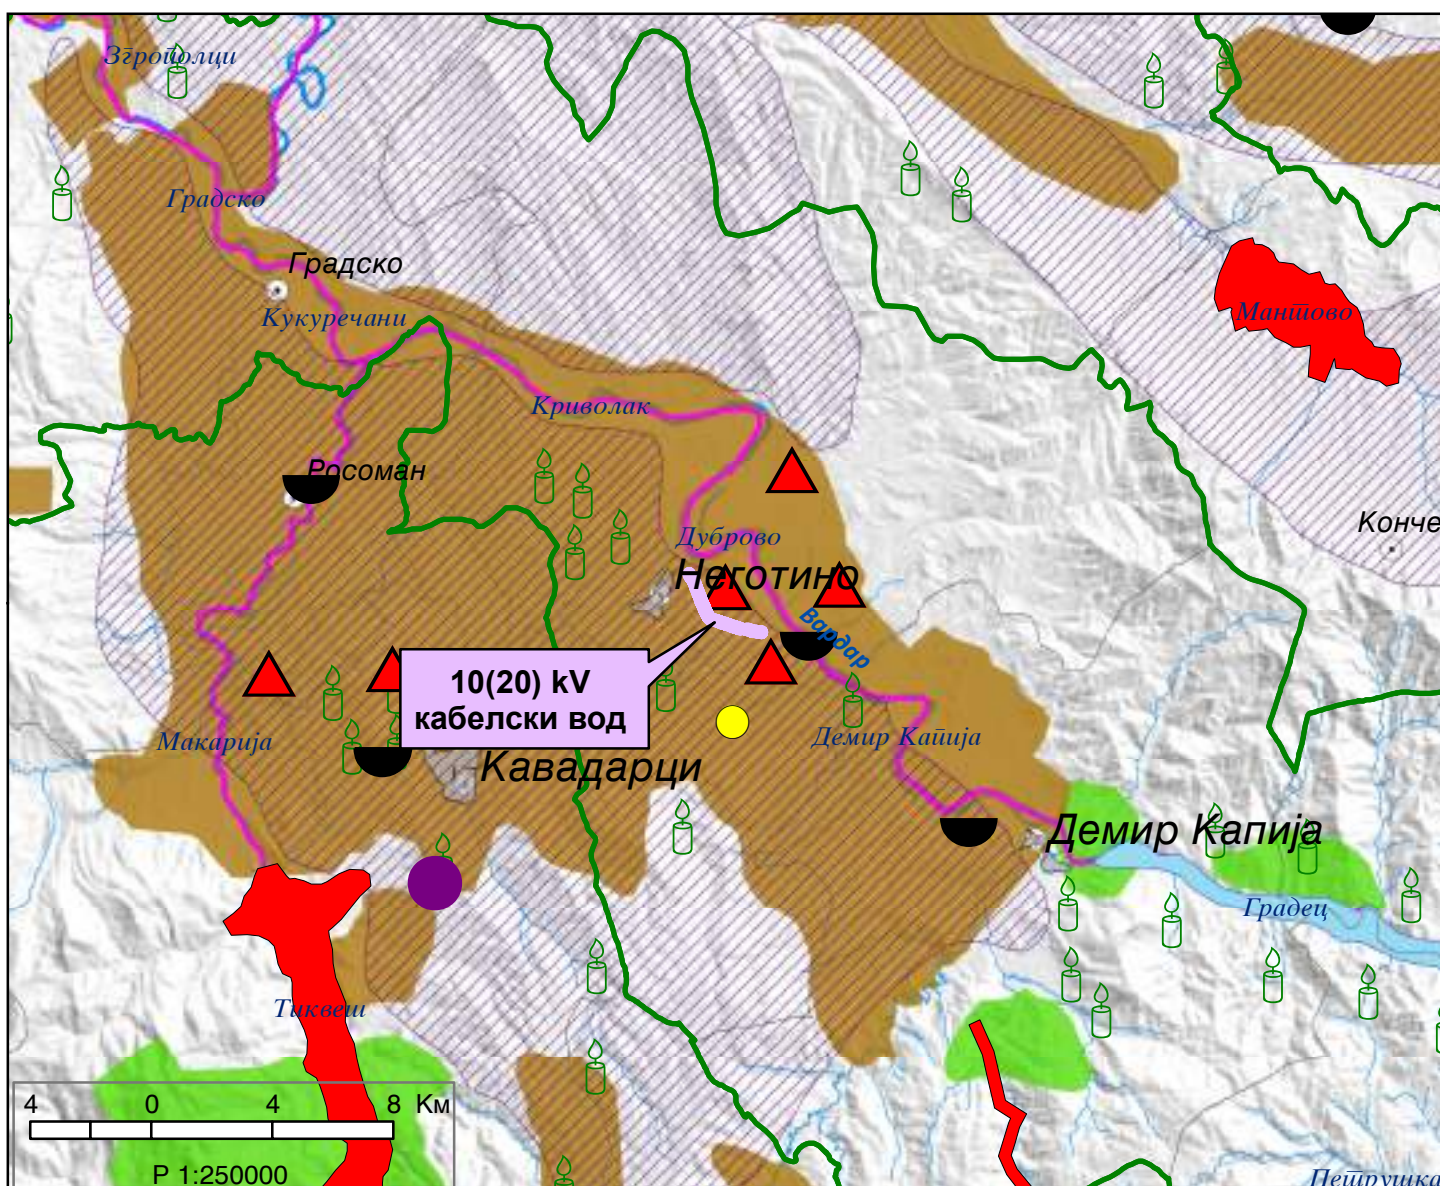 Згрополци
Градско
Градско
Кукуречани
Мантово
Криволак
Росоман
Конче
Дуброво
Неготино
Вардар
10(20) kV
кабелски вод
Макарија
Демир Капија
Кавадарци
Демир Капија
Градец
Тиквеш
4 0 4 8 Км
Р 1:250000
Петрушка